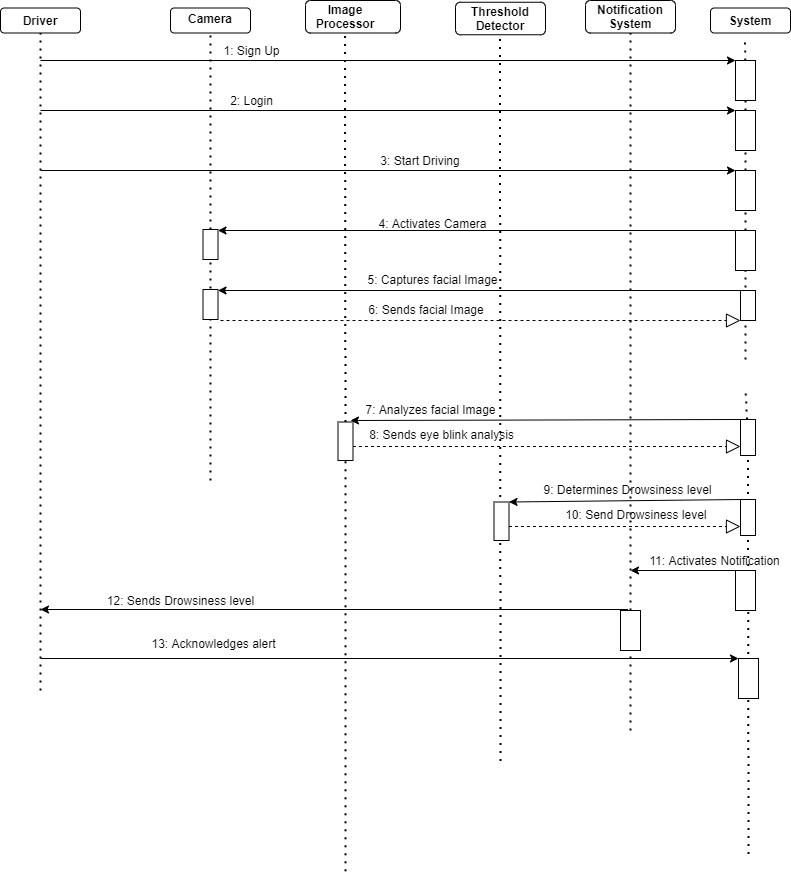 Driver
Camera
Image
Processor
Threshold
Detector
Notification
System
System
1: Sign Up
2: Login
3: Start Driving
4: Activates Camera
5: Captures facial Image
6: Sends facial Image
7: Analyzes facial Image
8: Sends eye blink analysis
9: Determines Drowsiness level
10: Send Drowsiness level
11: Activates Notification
12: Sends Drowsiness level
13: Acknowledges alert